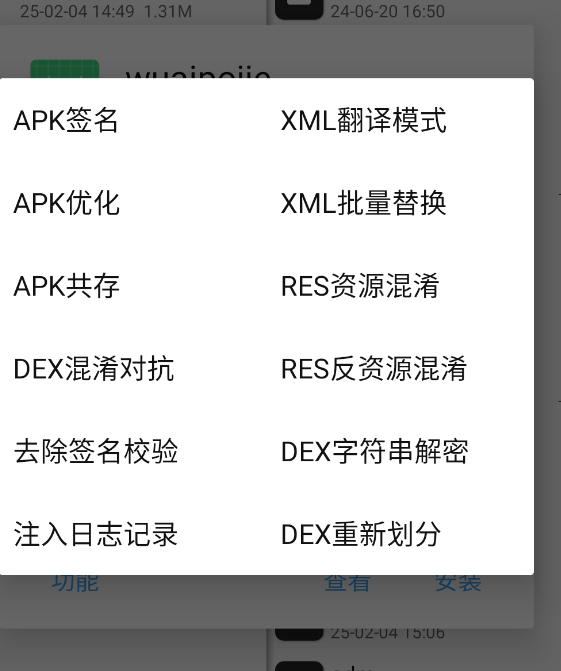 25-02-04 14:49 1.31M
24-06-20 16:50
wuaipojie
APK签名
XML翻译模式
APK优化
XML批量替换
APK共存
RES资源混淆
DEX混淆对抗
RES反资源混淆
去除签名校验
DEX字符串解密
注入日志记录
DEX重新划分
功能
查看
安装
25-02-04 15:06